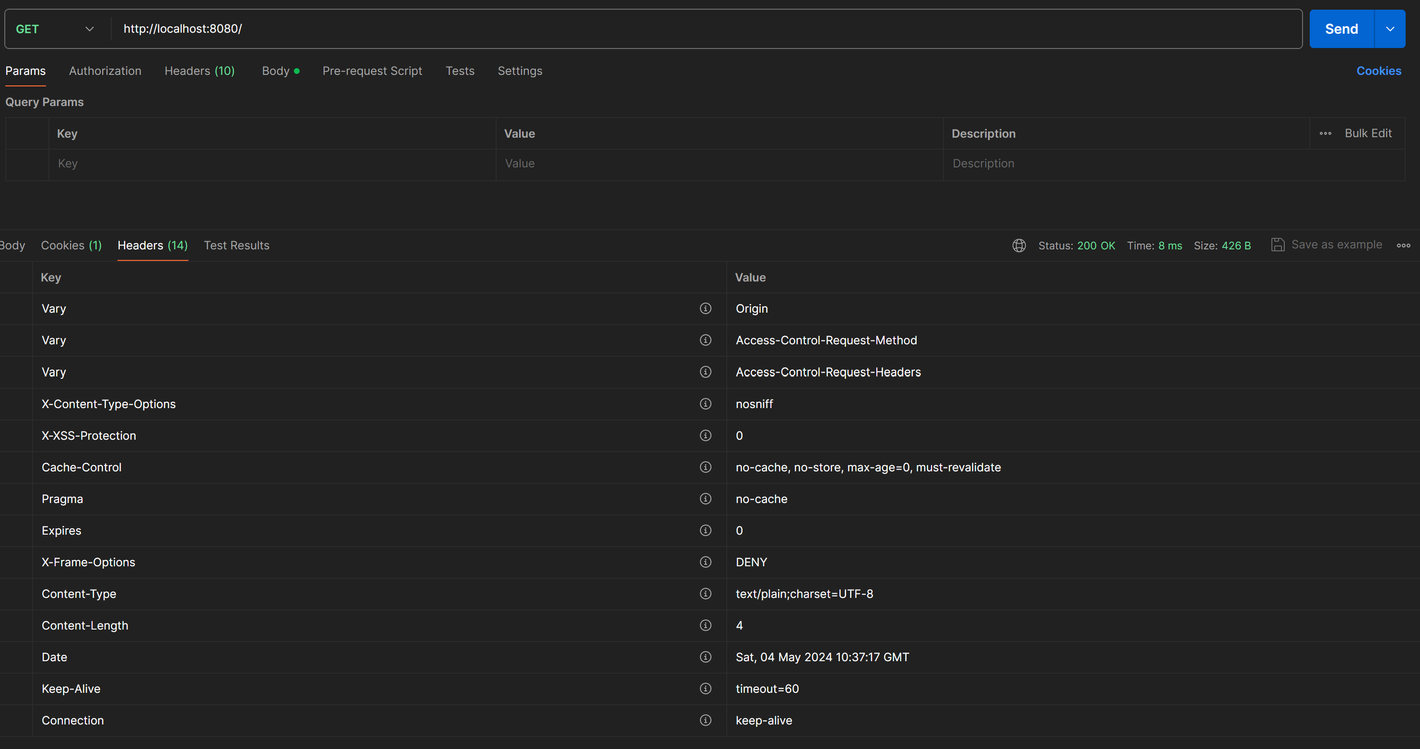 GET http://localhost:8080/ Send
Params Authorization Headers (10) Body Pre-request Script Tests Settings Cookies
Query Params
Key Value Description Bulk Edit
Key Value Description
Body Cookies (1) Headers (14) Test Results Status: 200 OK Time: 8 ms Size: 426 B Save as example
Key Value
Vary Origin
Vary Access-Control-Request-Method
Vary Access-Control-Request-Headers
X-Content-Type-Options nosniff
X-XSS-Protection 0
Cache-Control no-cache, no-store, max-age=0, must-revalidate
Pragma no-cache
Expires 0
X-Frame-Options DENY
Content-Type text/plain;charset=UTF-8
Content-Length 4
Date Sat, 04 May 2024 10:37:17 GMT
Keep-Alive timeout=60
Connection keep-alive